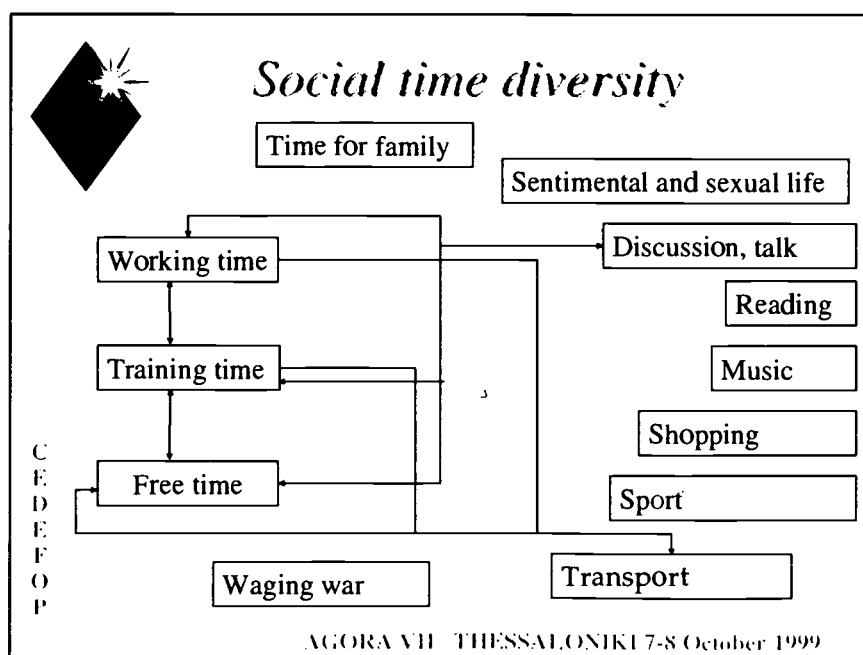 Social time diversity
Time for family
Sentimental and sexual life
Working time
Discussion, talk
Reading
Training time
Music
Shopping
Free time
Sport
Waging war
Transport
CEDEFOP
AGORA VII THESSALONIKI 7-8 October 1999